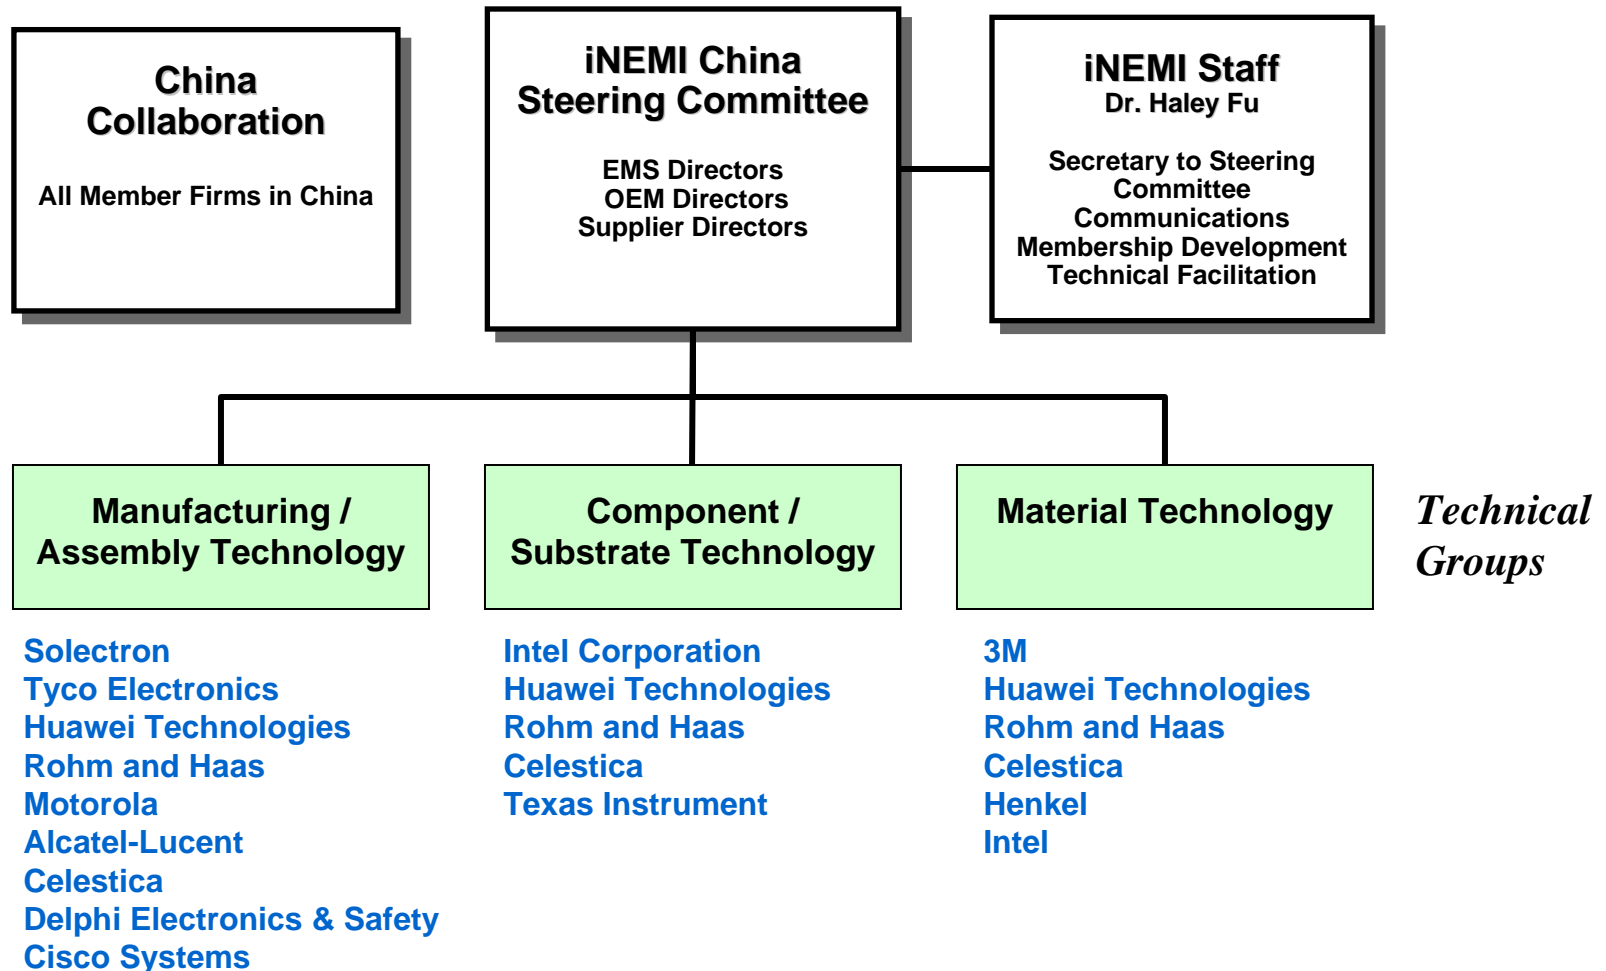 China
Collaboration
All Member Firms in China
iNEMI China
Steering Committee
EMS Directors
OEM Directors
Supplier Directors
iNEMI Staff
Dr. Haley Fu
Secretary to Steering
Committee
Communications
Membership Development
Technical Facilitation
Manufacturing /
Assembly Technology
Component /
Substrate Technology
Material Technology
Technical
Groups
Solectron
Tyco Electronics
Huawei Technologies
Rohm and Haas
Motorola
Alcatel-Lucent
Celestica
Delphi Electronics & Safety
Cisco Systems
Intel Corporation
Huawei Technologies
Rohm and Haas
Celestica
Texas Instrument
3M
Huawei Technologies
Rohm and Haas
Celestica
Henkel
Intel